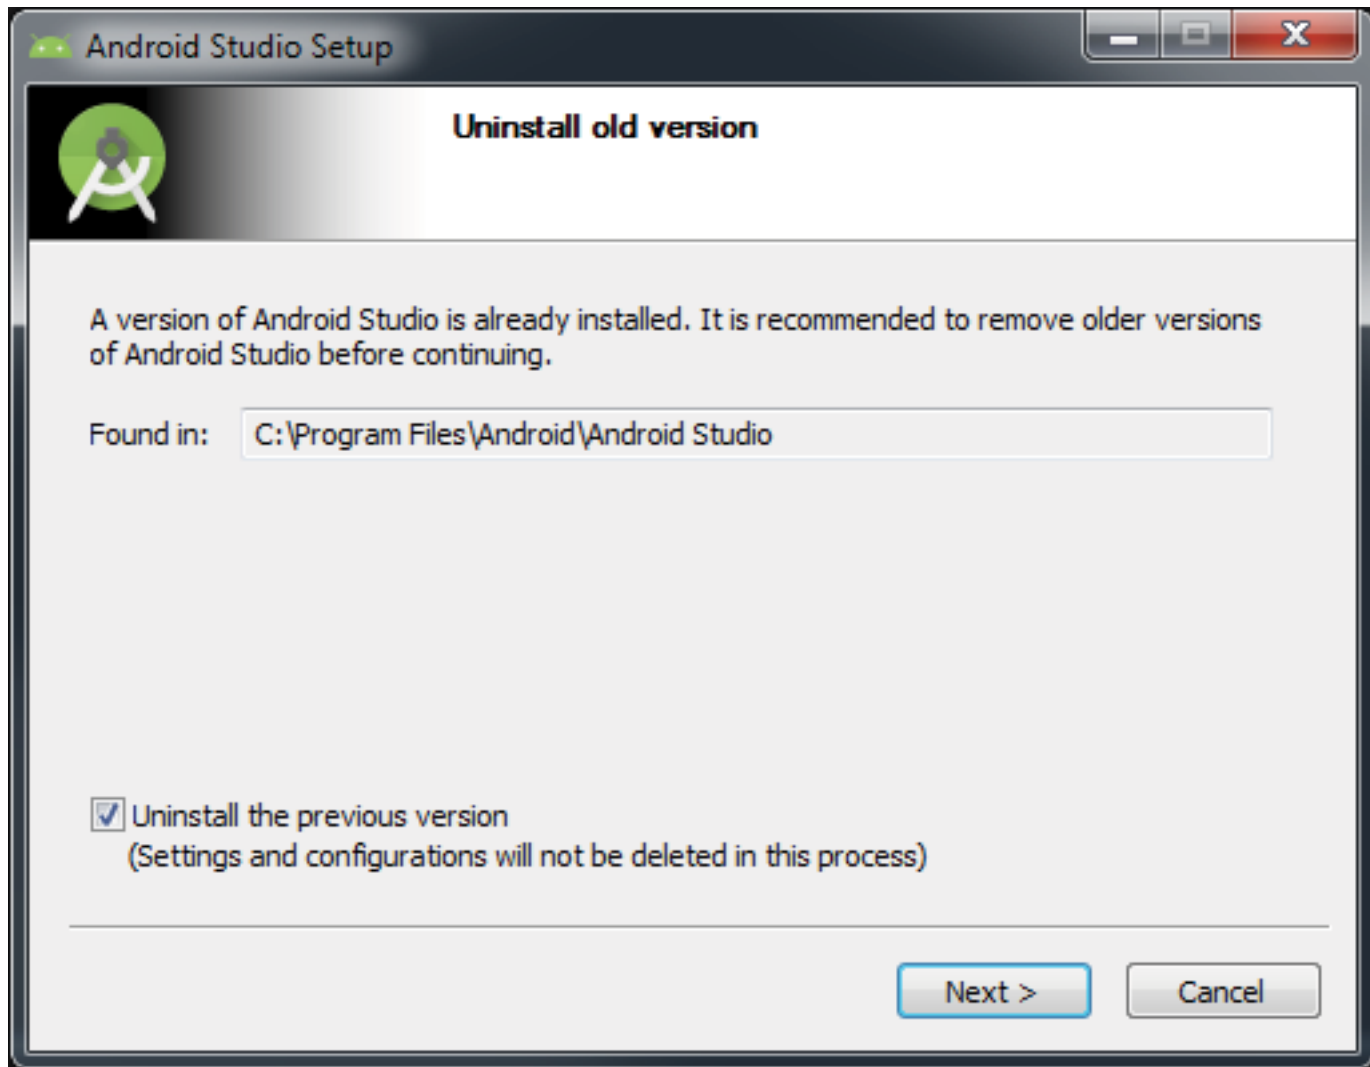 Android Studio Setup
Uninstall old version
A version of Android Studio is already installed. It is recommended to remove older versions
of Android Studio before continuing.
Found in: C:\Program Files\Android\Android Studio
Uninstall the previous version
(Settings and configurations will not be deleted in this process)
Next > Cancel